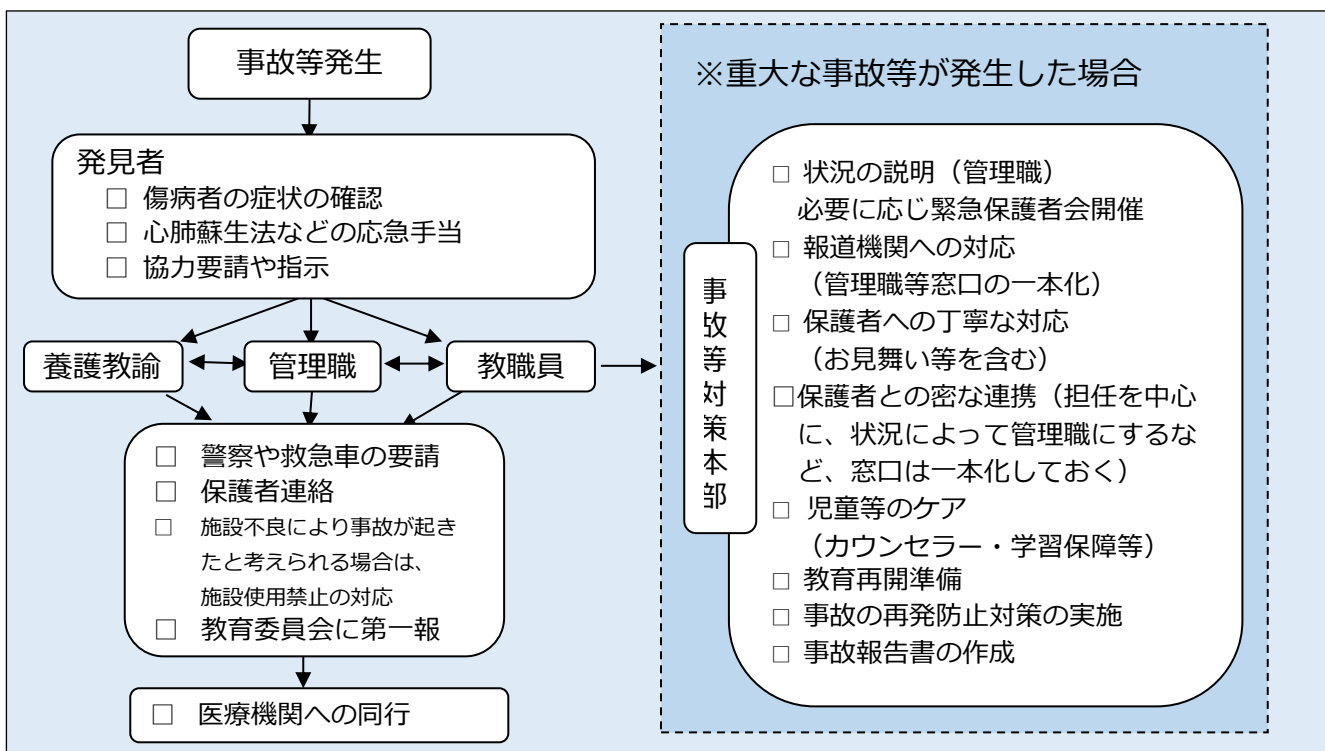 事故等発生
発見者
□ 傷病者の症状の確認
□ 心肺蘇生法などの応急手当
□ 協力要請や指示
養護教諭
管理職
教職員
□ 警察や救急車の要請
□ 保護者連絡
□ 施設不良により事故が起き
たと考えられる場合は、
施設使用禁止の対応
□ 教育委員会に第一報
□ 医療機関への同行
※重大な事故等が発生した場合
事故等対策本部
□ 状況の説明（管理職）
必要に応じ緊急保護者会開催
□ 報道機関への対応
（管理職等窓口の一本化）
□ 保護者への丁寧な対応
（お見舞い等を含む）
□保護者との密な連携（担任を中心
に、状況によって管理職にするな
ど、窓口は一本化しておく）
□ 児童等のケア
（カウンセラー・学習保障等）
□ 教育再開準備
□ 事故の再発防止対策の実施
□ 事故報告書の作成